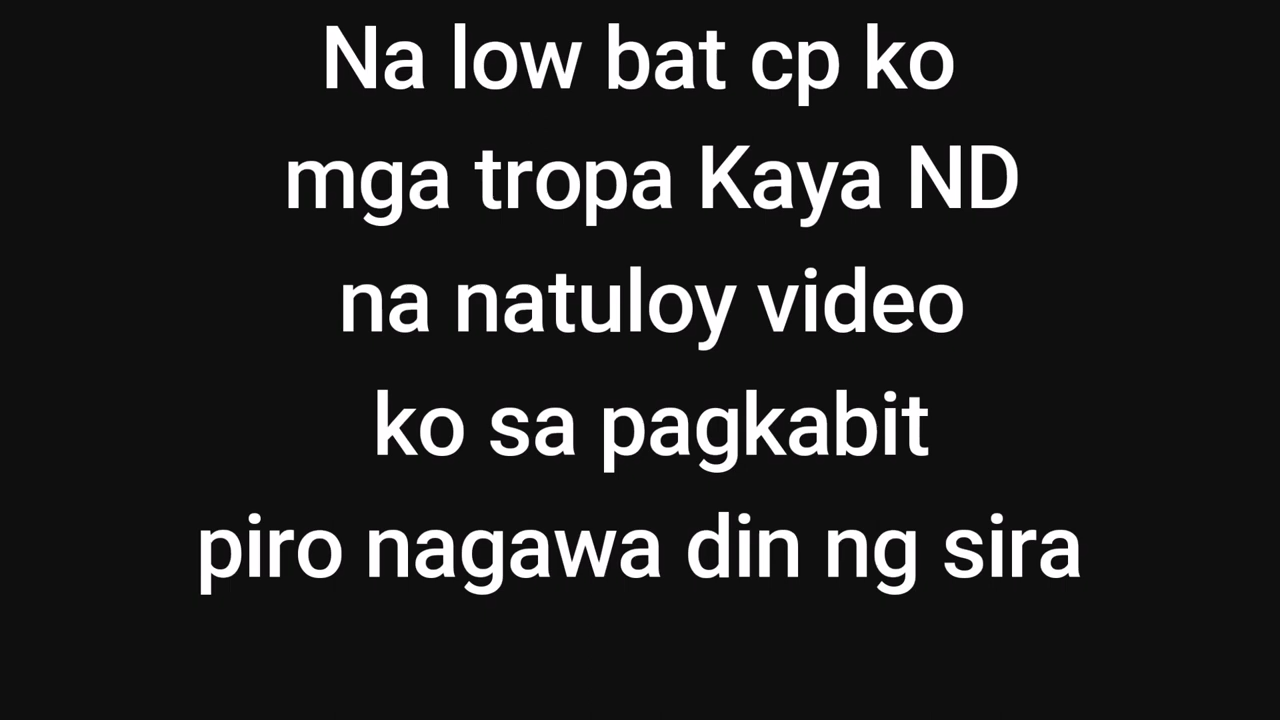 Na low bat cp ko
mga tropa Kaya ND
na natuloy video
ko sa pagkabit
piro nagawa din ng sira